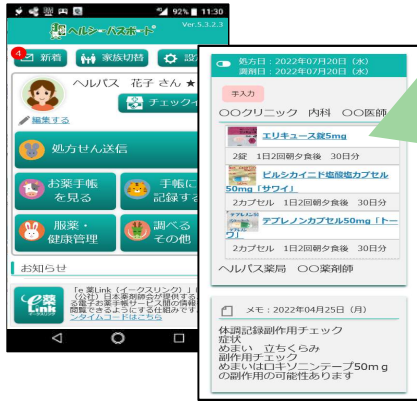 92% 11:30
ヘルシーパスポート
Ver.5.3.2.3
4
新着
家族切替
設
ヘルパス 花子 さん ★
編集する
チェックイ
処方せん送信
お薬手帳
を見る
手帳に
記録する
服薬・
健康管理
調べる
その他
お知らせ
e薬
Link
イークスリンク
「e 薬Link（イークスリンク）」
（公社）日本薬剤師会が提供する
る電子お薬手帳サービス間の情報
閲覧できるようにする仕組みです
ンタイムコードはこちら
処方日：2022年07月20日（水）
調剤日：2022年07月20日（水）
手入力
○○クリニック 内科 ○○医師
エリキュース錠5mg
2錠 1日2回朝夕食後 30日分
ピルシカイニド塩酸塩カプセル
50mg「サワイ」
2カプセル 1日2回朝夕食後 30日分
テプレノンカプセル50mg「トー
ワ」
2カプセル 1日2回朝夕食後 30日分
ヘルパス薬局 ○○薬剤師
メモ：2022年04月25日（月）
体調記録副作用チェック
症状
めまい 立ちくらみ
副作用チェック
めまいはロキソニンテープ50mg
の副作用の可能性あります